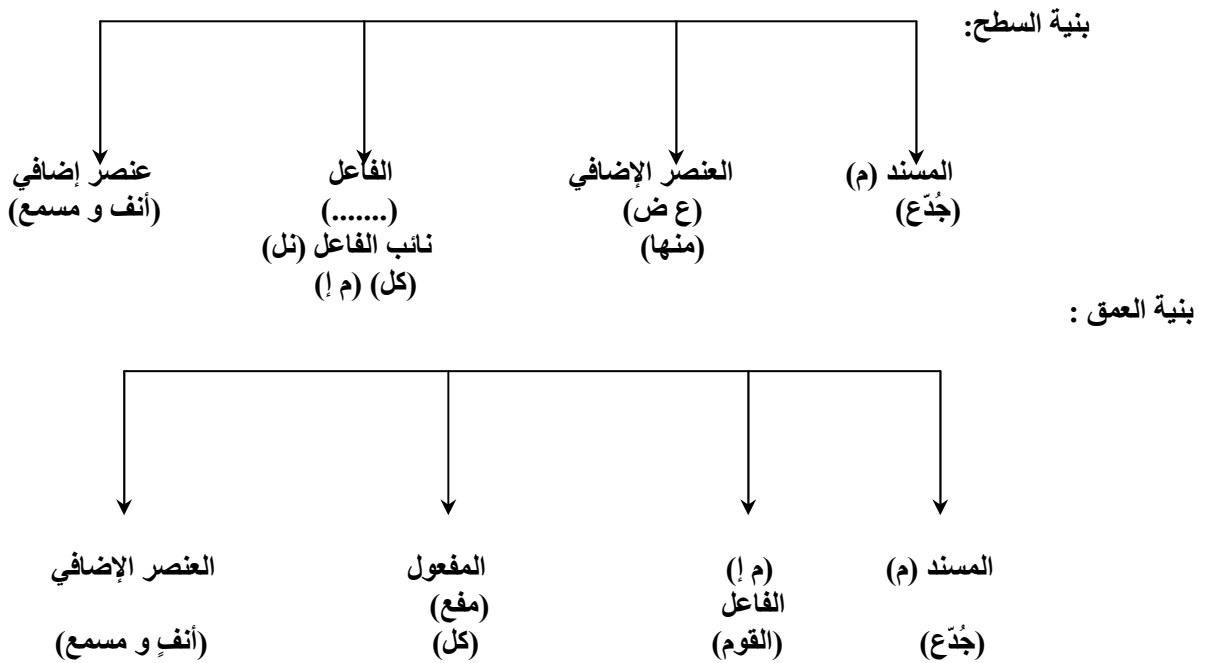 بنية السطح:
المسند (م) العنصر الإضافي الفاعل عنصر إضافي
(جُدّع) (ع ض) (.......) (أنف و مسمع)
(منها) نائب الفاعل (نل)
(كل) (م إ)
بنية العمق :
المسند (م) (م إ) المفعول العنصر الإضافي
الفاعل (مفع)
(جُدّع) (القوم) (كل) (أنفٍ و مسمع)